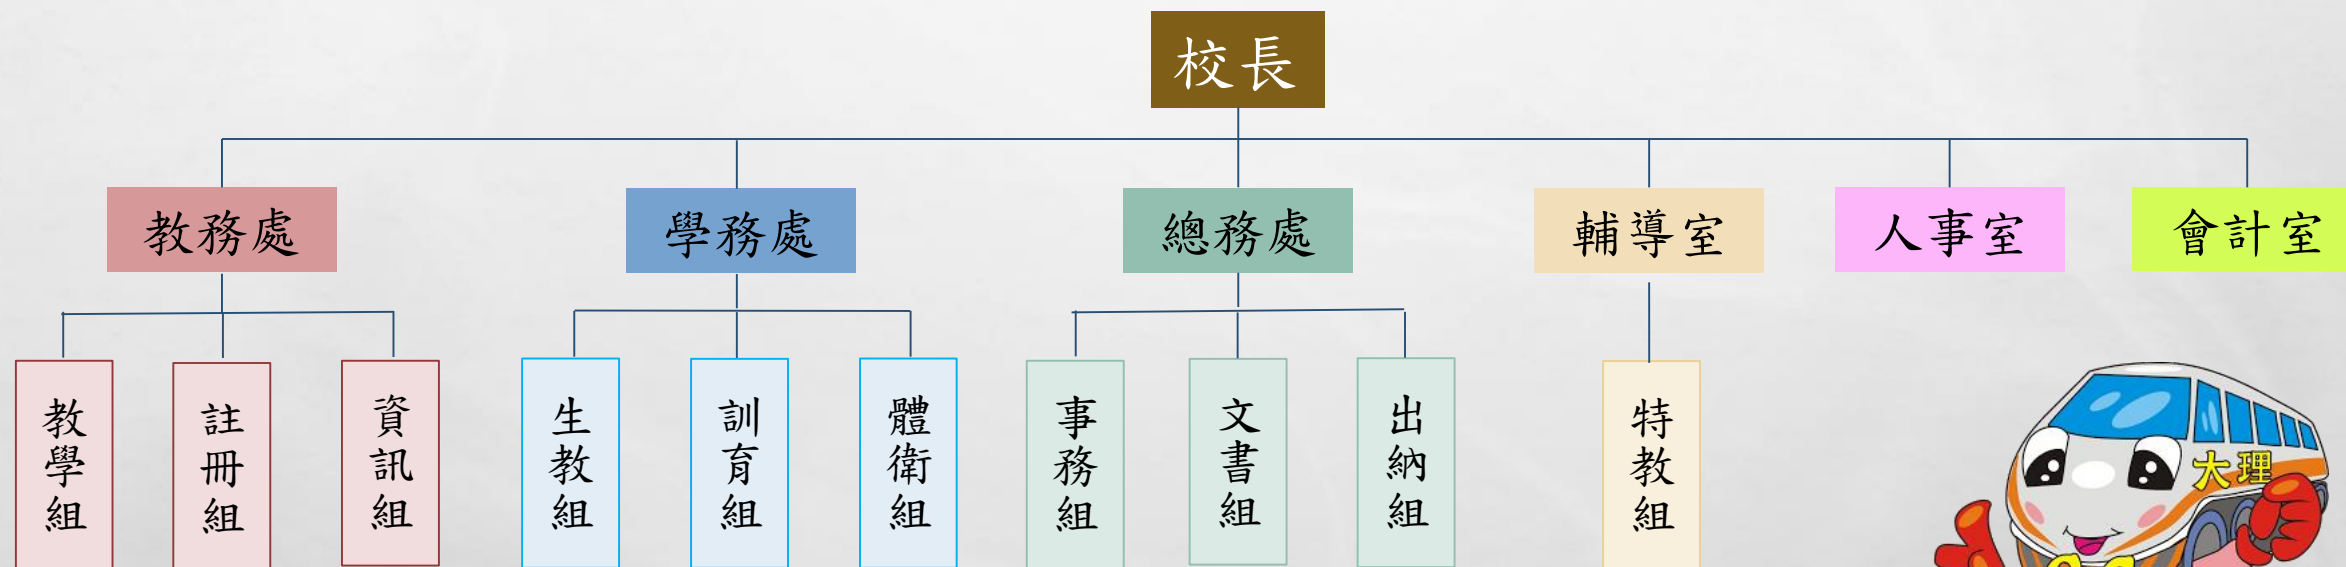 校長
教務處
學務處
總務處
輔導室
人事室
會計室
教學組
註冊組
資訊組
生教組
訓育組
體衛組
事務組
文書組
出納組
特教組
大理